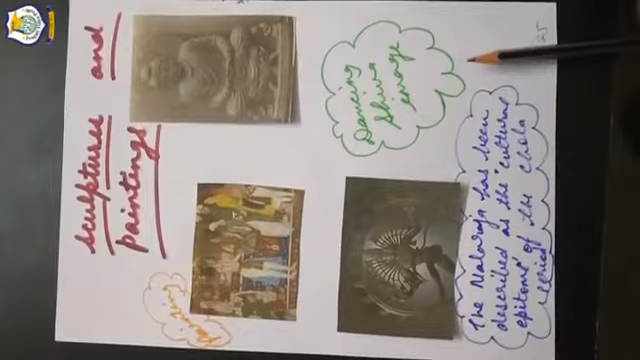 sculptures and
paintings
Dancing
Shiva
image
painting
The Nataraja has been
described as the "cultural
epitome" of the chola
period